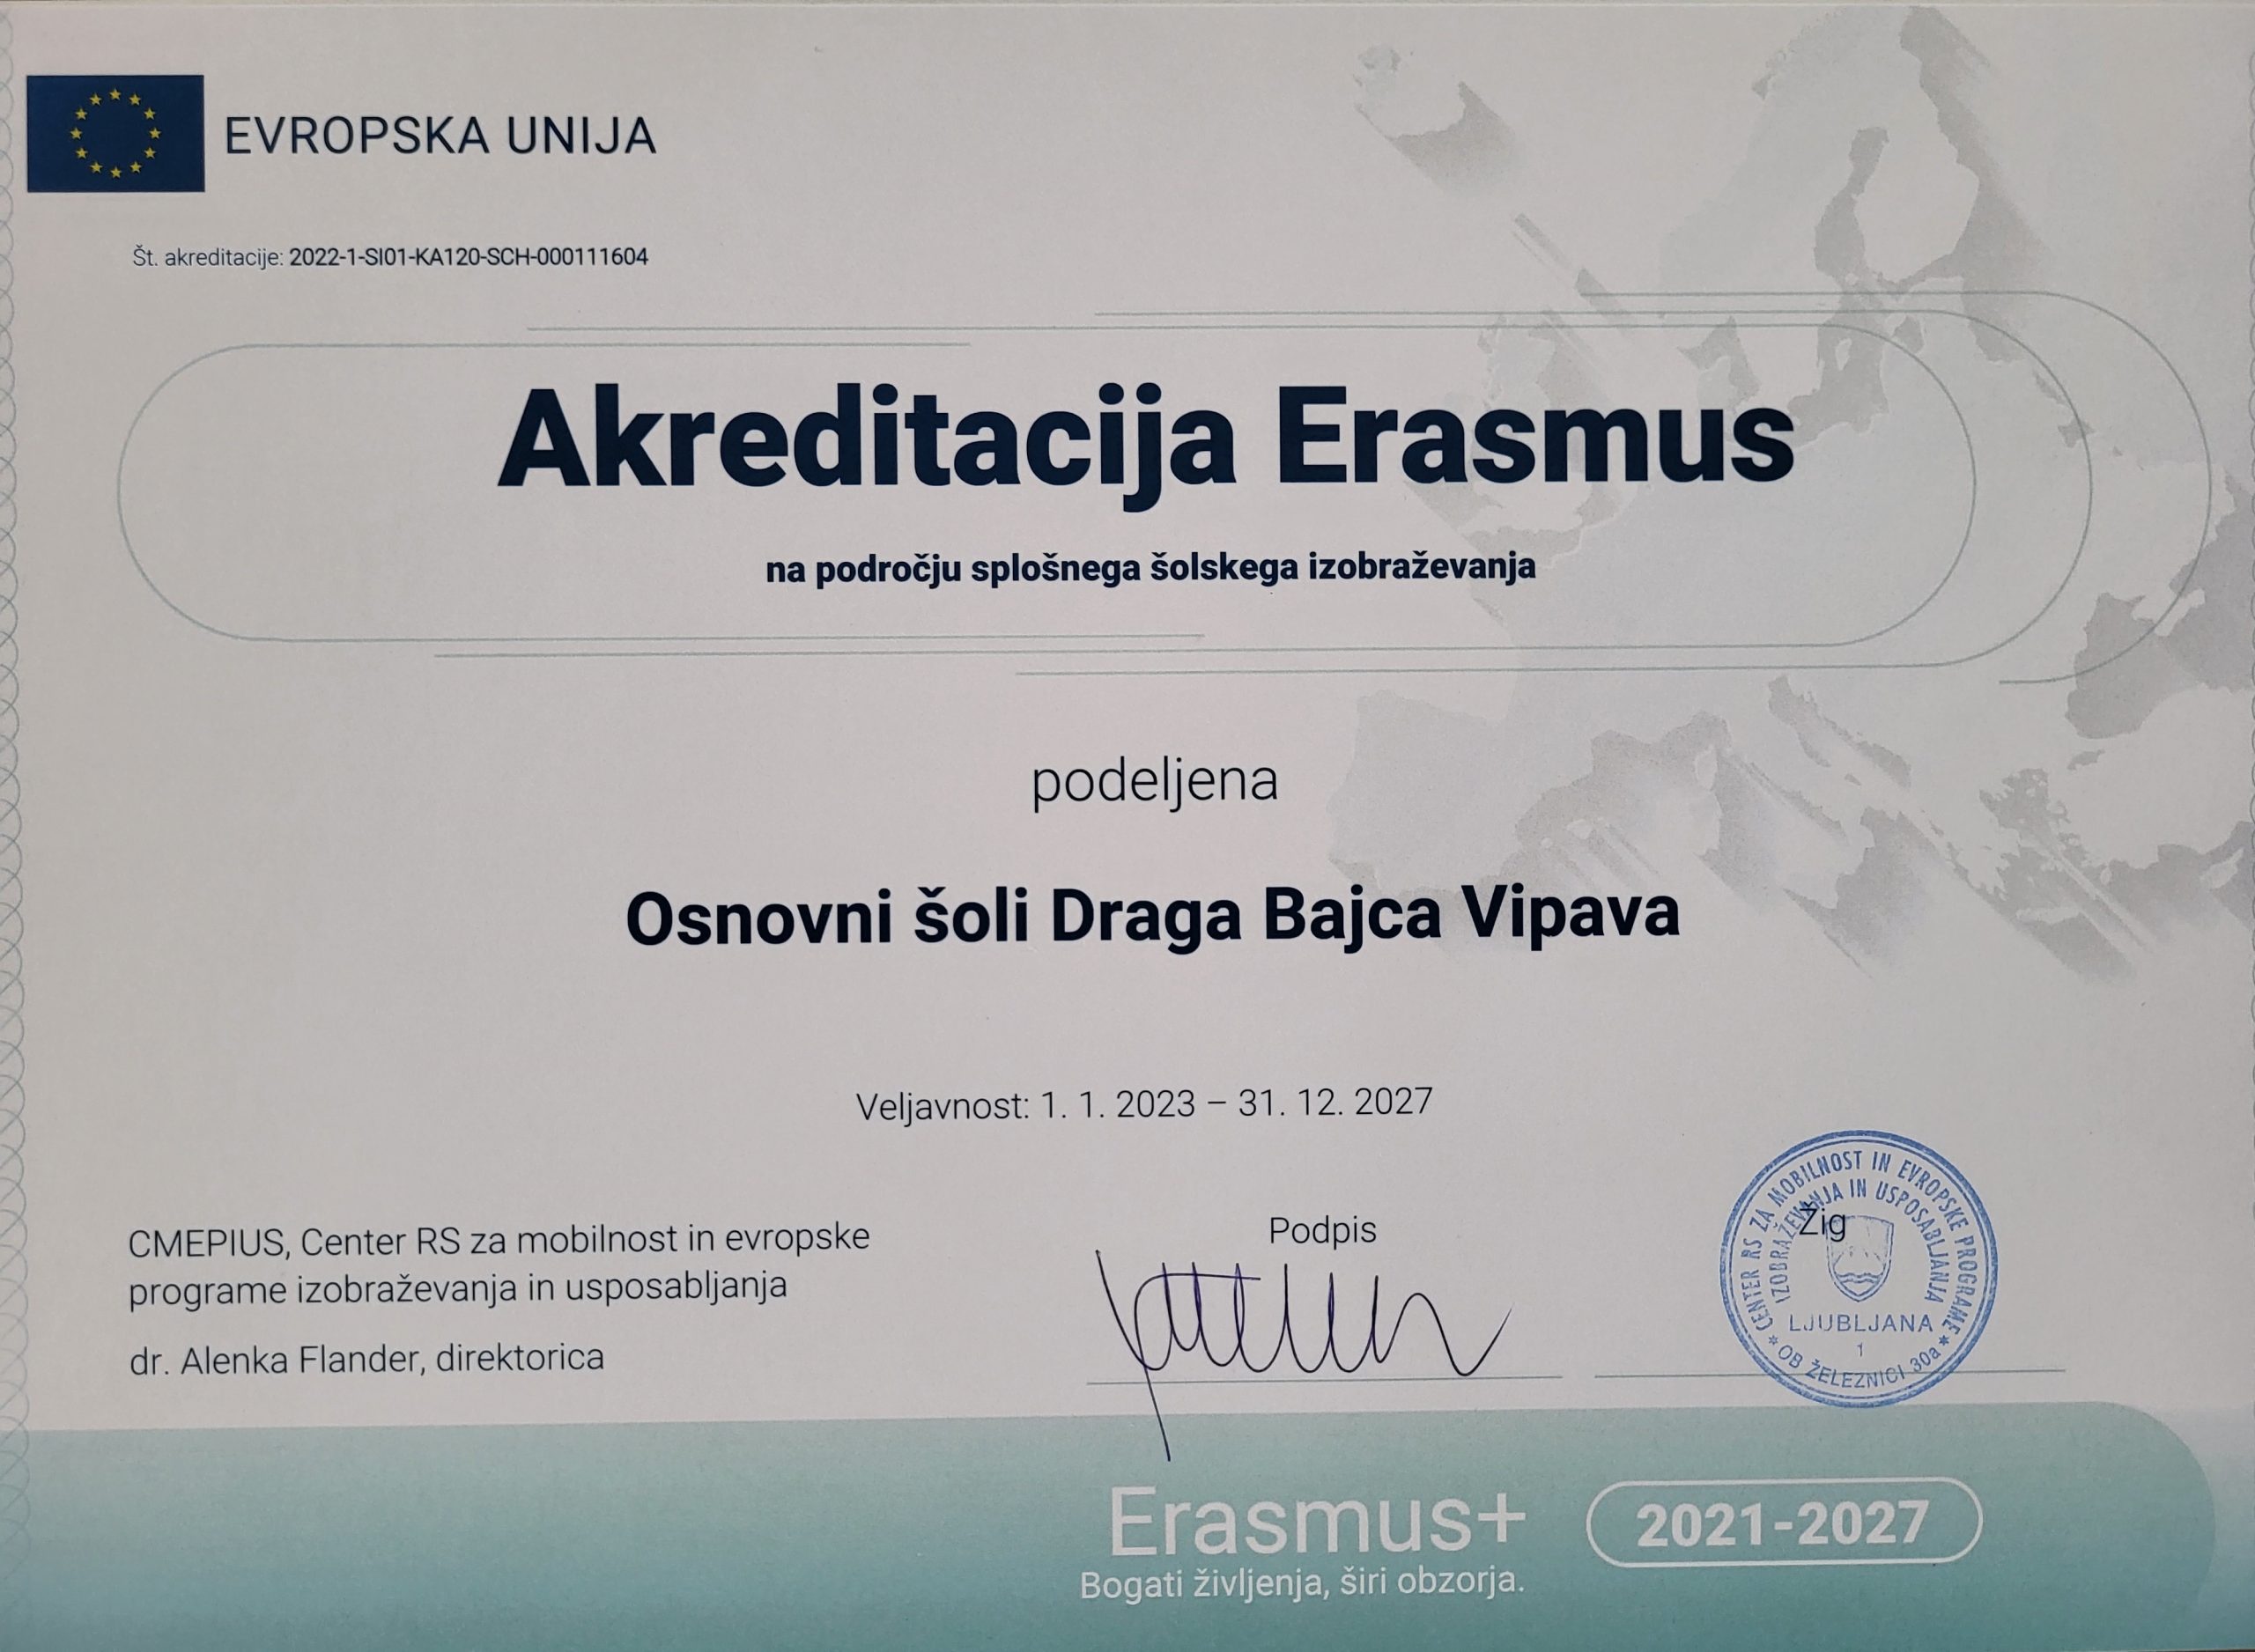 EVROPSKA UNIJA
Št. akreditacije: 2022-1-SI01-KA120-SCH-000111604
Akreditacija Erasmus
na področju splošnega šolskega izobraževanja
podeljena
Osnovni šoli Draga Bajca Vipava
Veljavnost: 1. 1. 2023 – 31. 12. 2027
CMEPIUS, Center RS za mobilnost in evropske
programe izobraževanja in usposabljanja
dr. Alenka Flander, direktorica
Podpis
Žig
CENTER RS ZA MOBILNOST IN EVROPSKE PROGRAME
IZOBRAŽEVANJA IN USPOSABLJANJA
LJUBLJANA
1
OB ŽELEZNICI 30a
Erasmus+
Bogati življenja, širi obzorja.
2021-2027